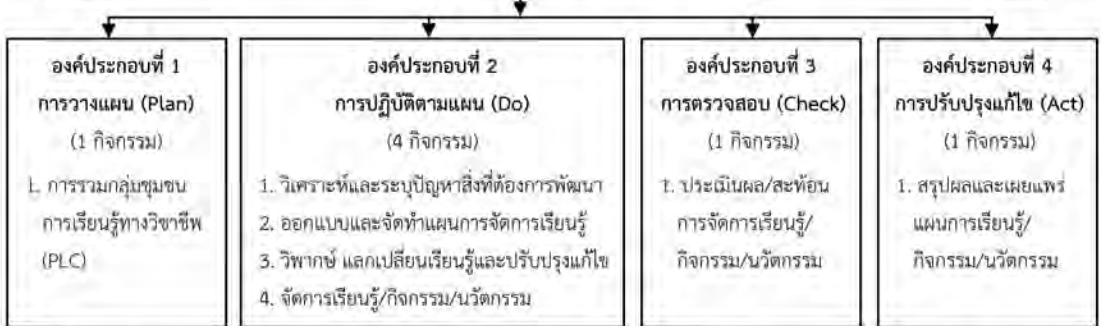 องค์ประกอบที่ 1
การวางแผน (Plan)
(1 กิจกรรม)
1. การรวมกลุ่มชุมชน
การเรียนรู้ทางวิชาชีพ
(PLC)
องค์ประกอบที่ 2
การปฏิบัติตามแผน (Do)
(4 กิจกรรม)
1. วิเคราะห์และระบุปัญหาสิ่งที่ต้องการพัฒนา
2. ออกแบบและจัดทำแผนการจัดการเรียนรู้
3. วิพากษ์ แลกเปลี่ยนเรียนรู้และปรับปรุงแก้ไข
4. จัดการเรียนรู้/กิจกรรม/นวัตกรรม
องค์ประกอบที่ 3
การตรวจสอบ (Check)
(1 กิจกรรม)
1. ประเมินผล/สะท้อน
การจัดการเรียนรู้/
กิจกรรม/นวัตกรรม
องค์ประกอบที่ 4
การปรับปรุงแก้ไข (Act)
(1 กิจกรรม)
1. สรุปผลและเผยแพร่
แผนการเรียนรู้/
กิจกรรม/นวัตกรรม